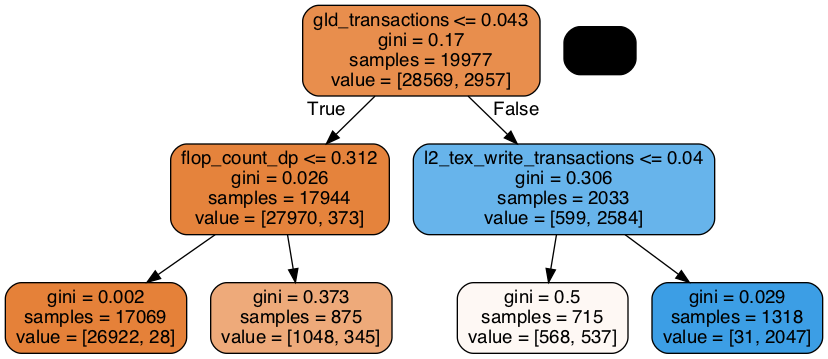 gld_transactions <= 0.043
gini = 0.17
samples = 19977
value = [28569, 2957]
True
False
flop_count_dp <= 0.312
gini = 0.026
samples = 17944
value = [27970, 373]
l2_tex_write_transactions <= 0.04
gini = 0.306
samples = 2033
value = [599, 2584]
gini = 0.002
samples = 17069
value = [26922, 28]
gini = 0.373
samples = 875
value = [1048, 345]
gini = 0.5
samples = 715
value = [568, 537]
gini = 0.029
samples = 1318
value = [31, 2047]